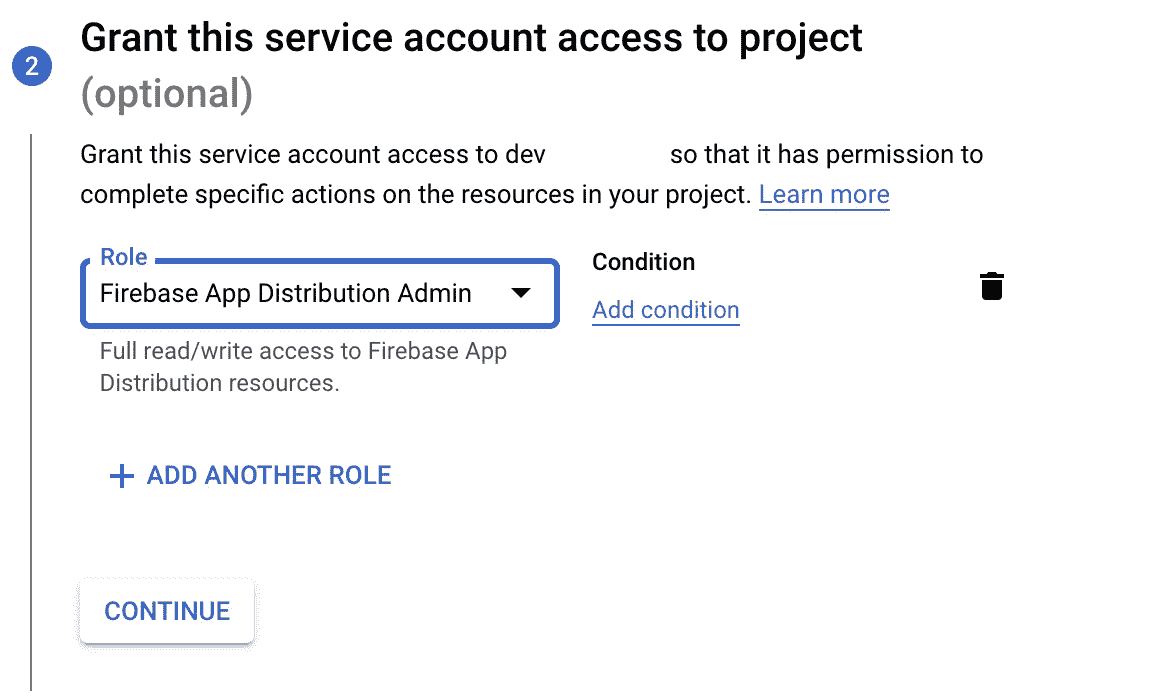 2
Grant this service account access to project
(optional)
Grant this service account access to dev so that it has permission to
complete specific actions on the resources in your project. Learn more
Role
Firebase App Distribution Admin
Full read/write access to Firebase App
Distribution resources.
Condition
Add condition
ADD ANOTHER ROLE
CONTINUE